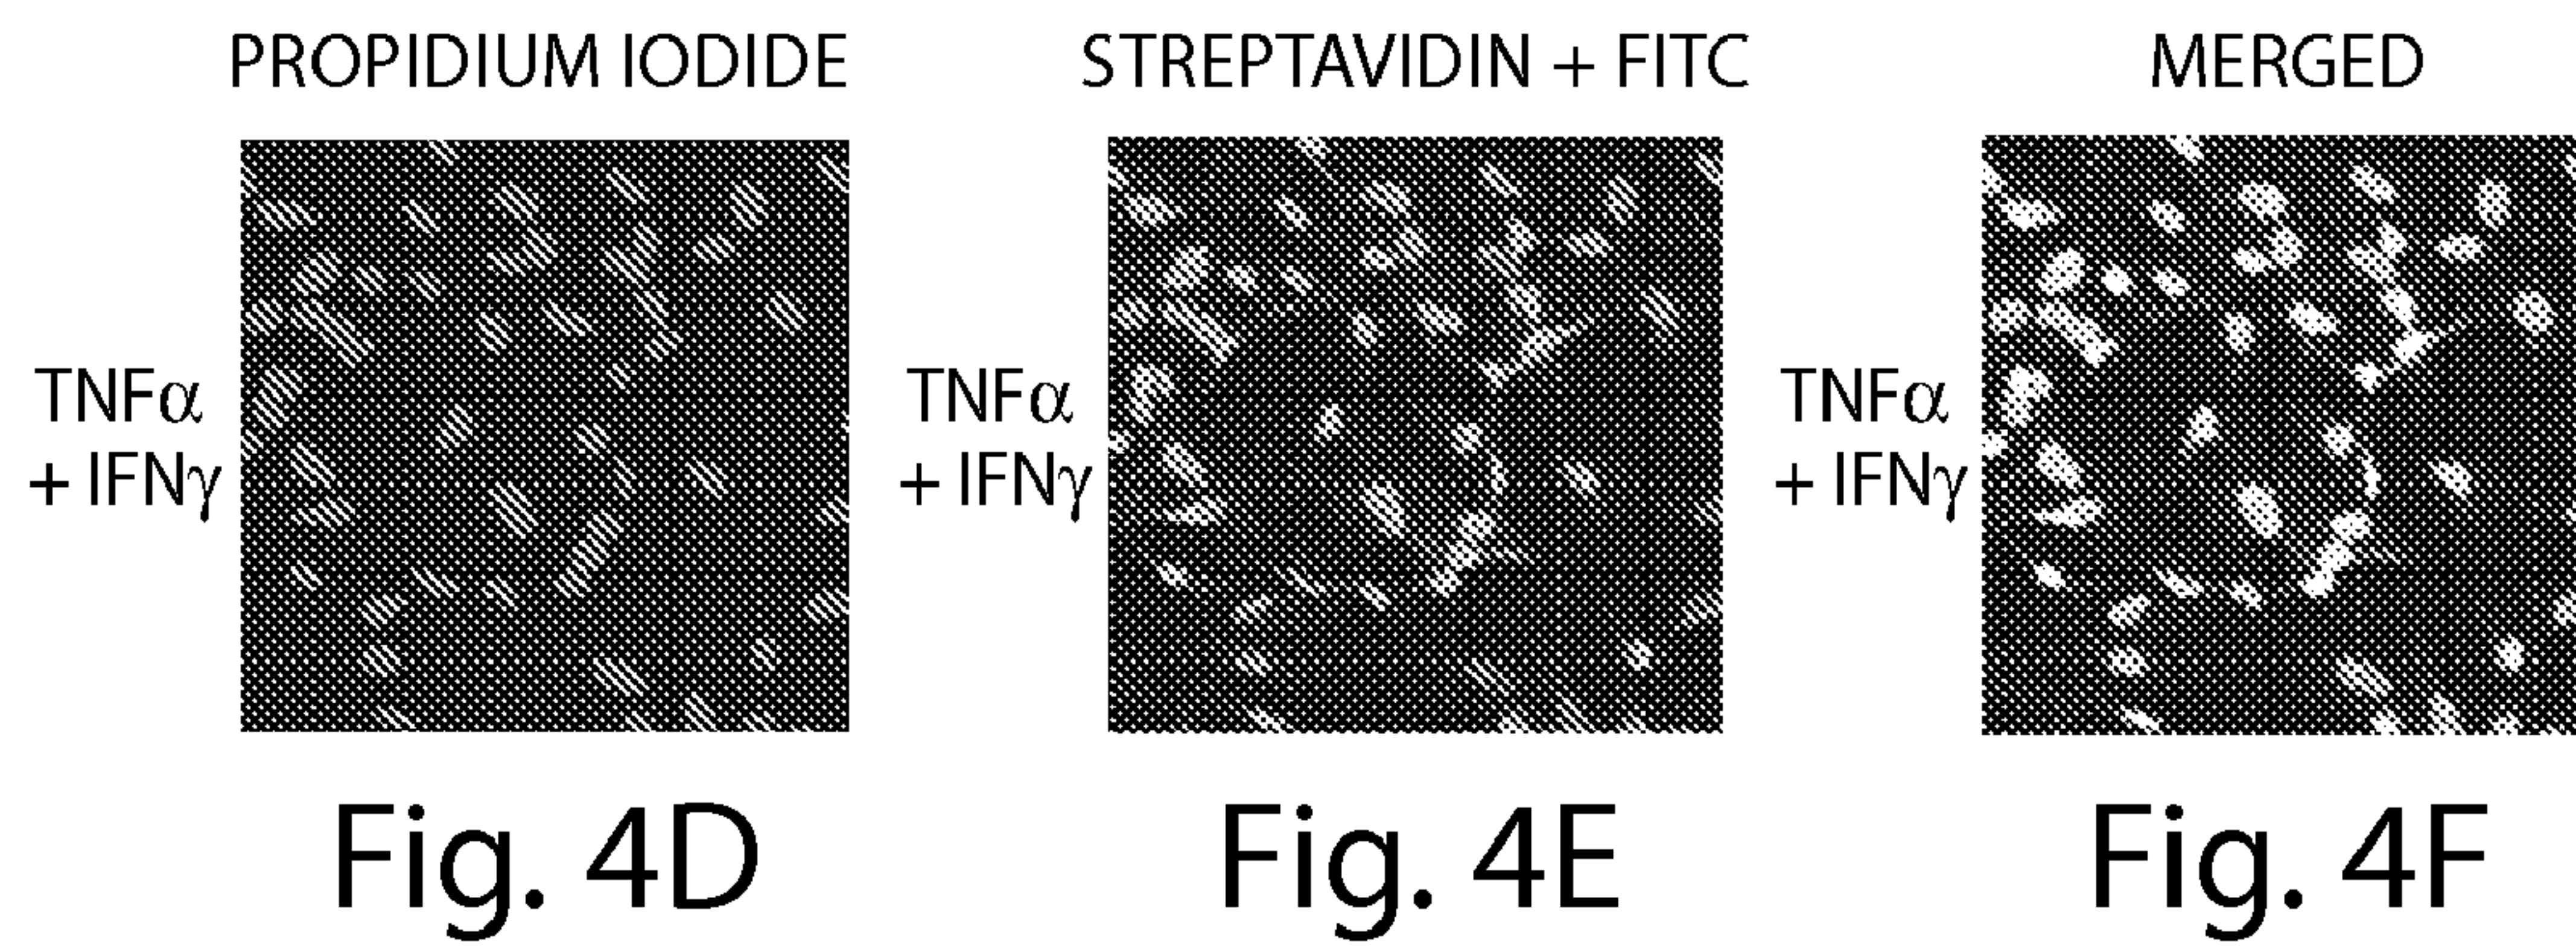 PROPIDIUM IODIDE
STREPTAVIDIN + FITC
MERGED
TNFα
+ IFNγ
TNFα
+ IFNγ
TNFα
+ IFNγ
Fig. 4D
Fig. 4E
Fig. 4F